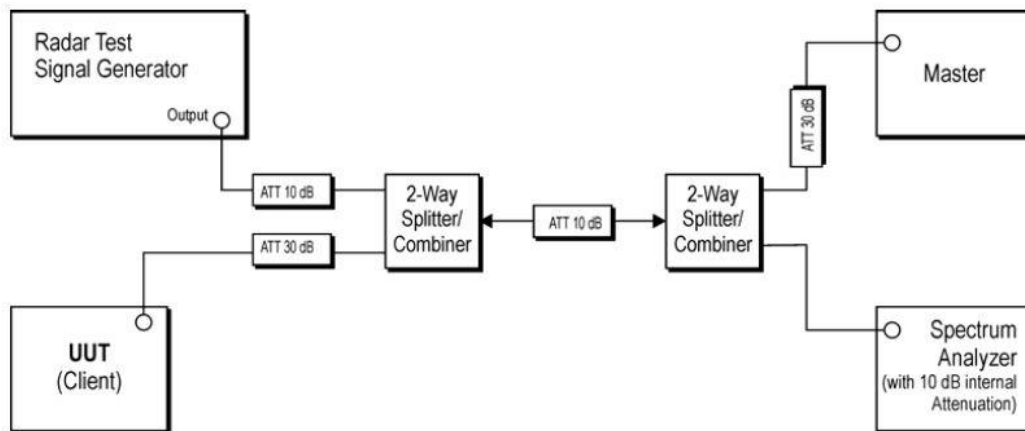 Radar Test
Signal Generator
Output
ATT 10 dB
ATT 30 dB
UUT
(Client)
2-Way
Splitter/
Combiner
ATT 10 dB
2-Way
Splitter/
Combiner
ATT 30 dB
Master
Spectrum
Analyzer
(with 10 dB internal
Attenuation)